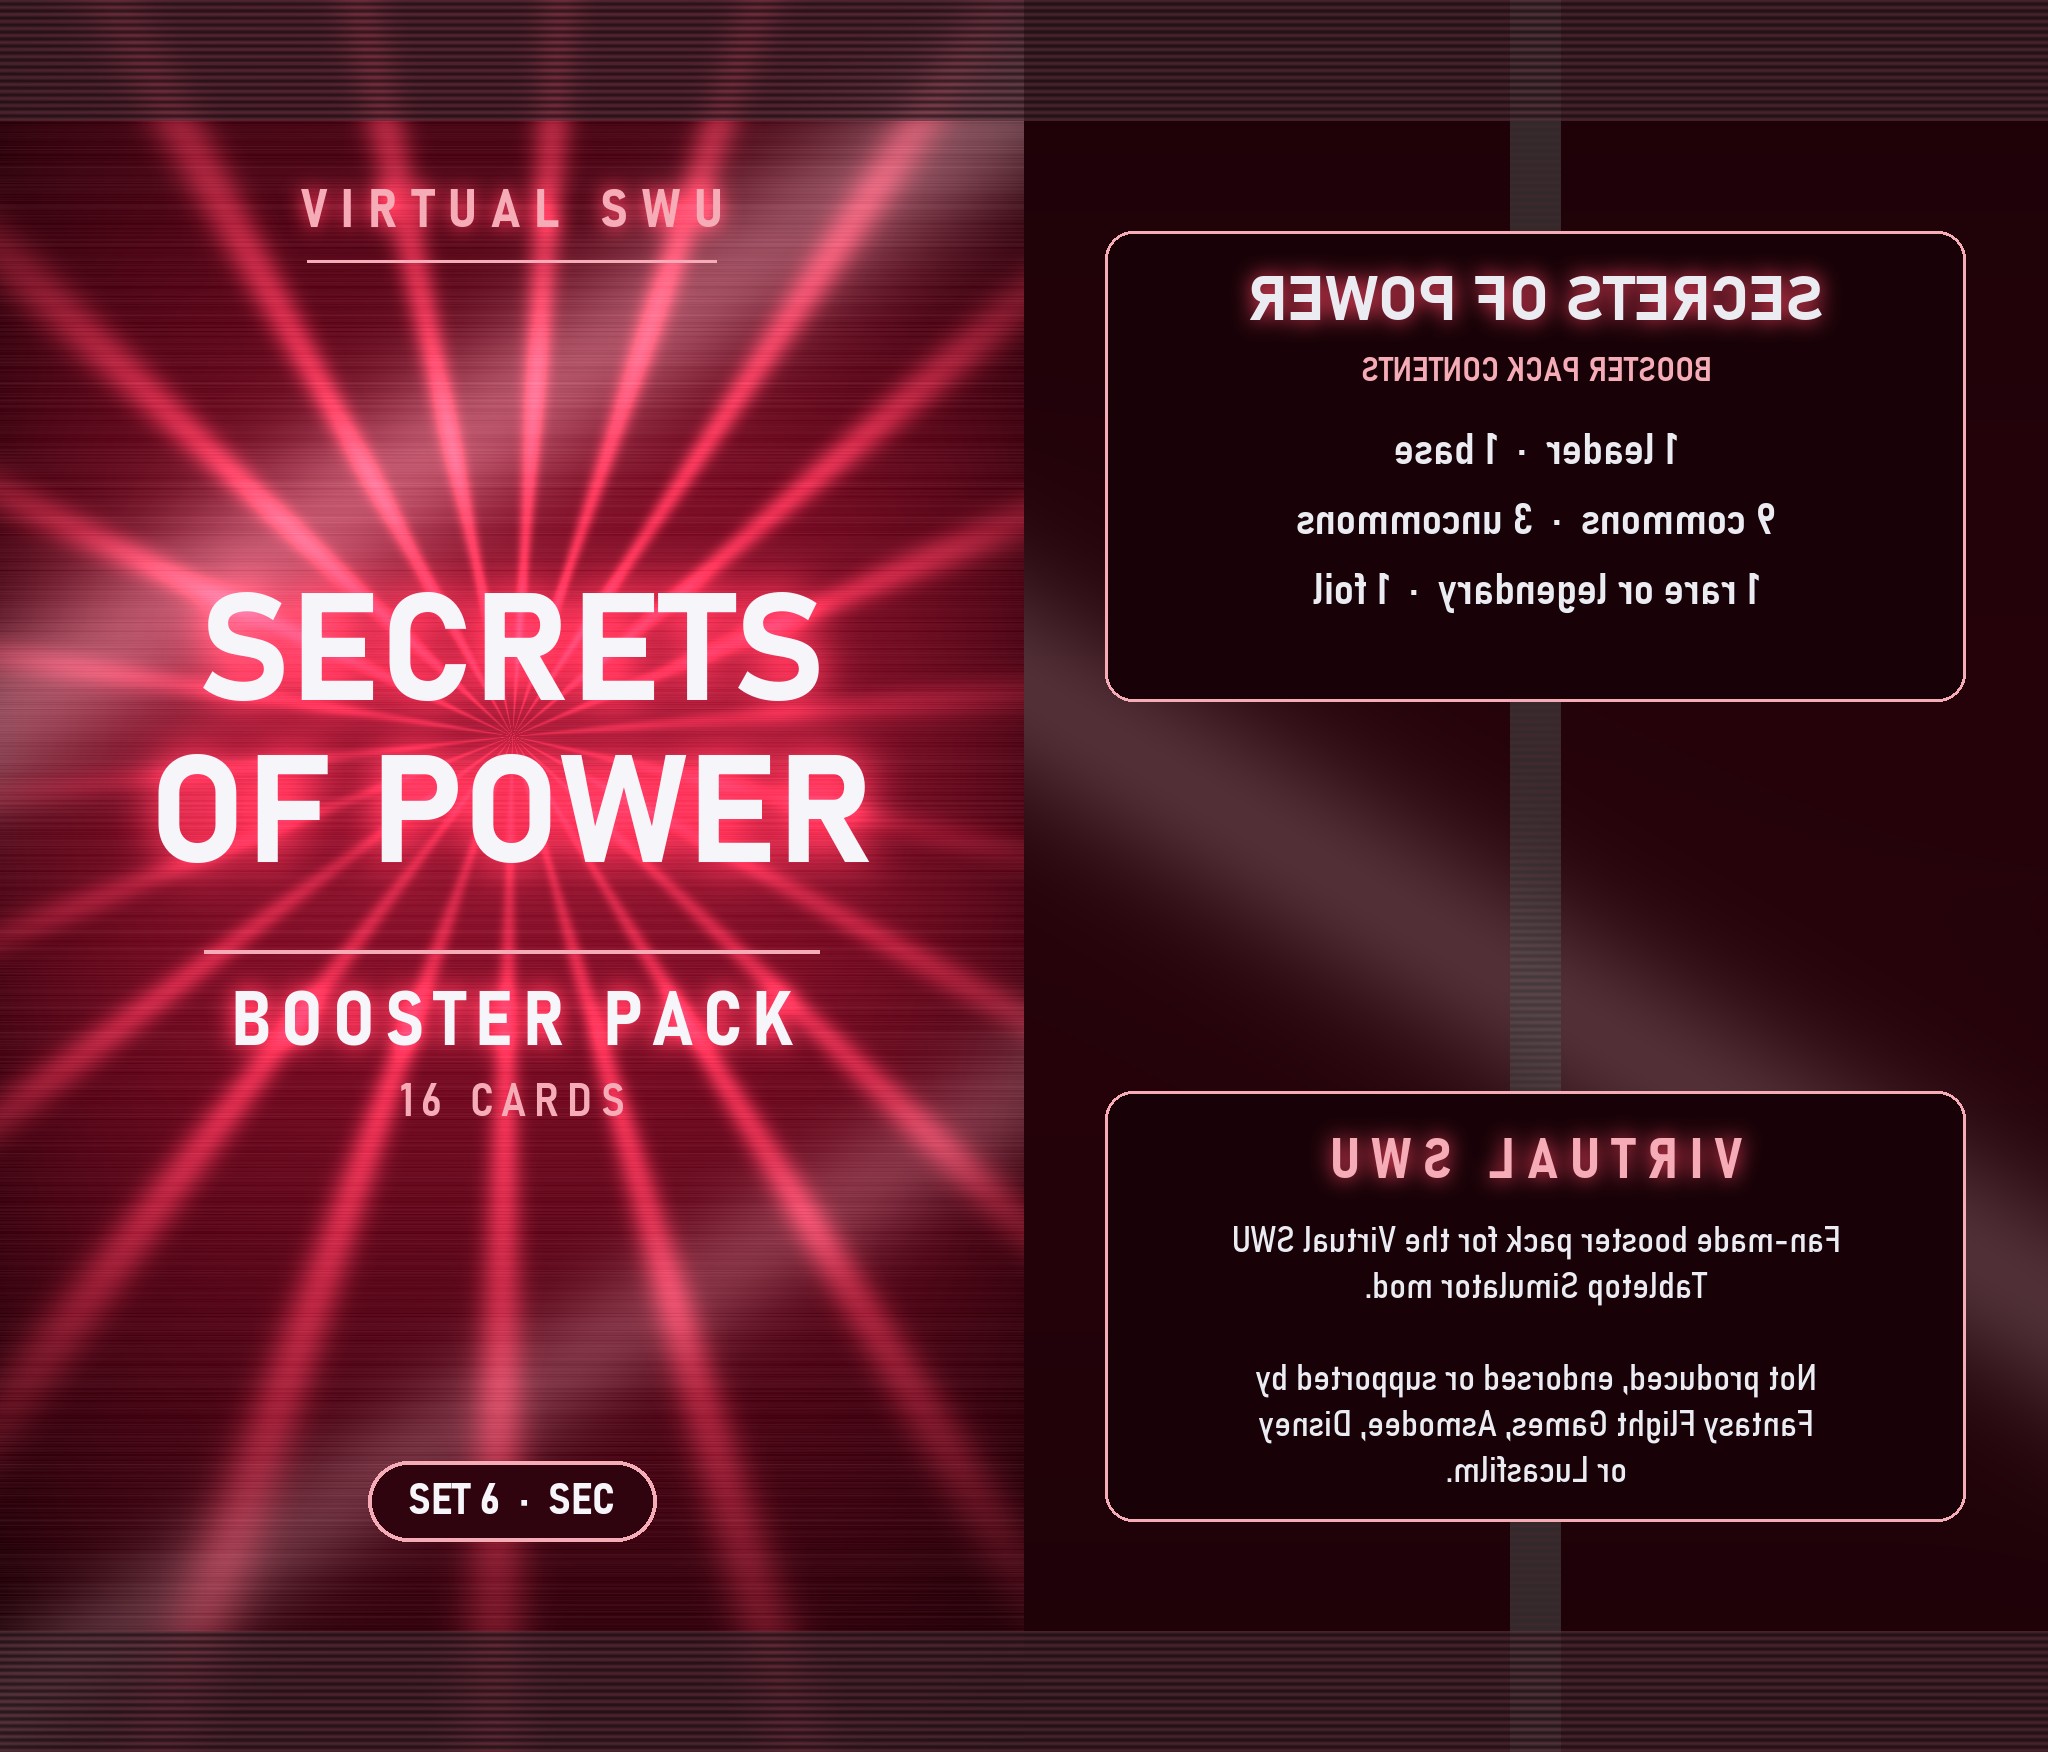 VIRTUAL SWU
SECRETS
OF POWER
BOOSTER PACK
16 CARDS
SET 6 · SEC
SECRETS OF POWER
BOOSTER PACK CONTENTS
1 leader · 1 base
9 commons · 3 uncommons
1 rare or legendary · 1 foil
VIRTUAL SWU
Fan-made booster pack for the Virtual SWU
Tabletop Simulator mod.
Not produced, endorsed or supported by
Fantasy Flight Games, Asmodee, Disney
or Lucasfilm.